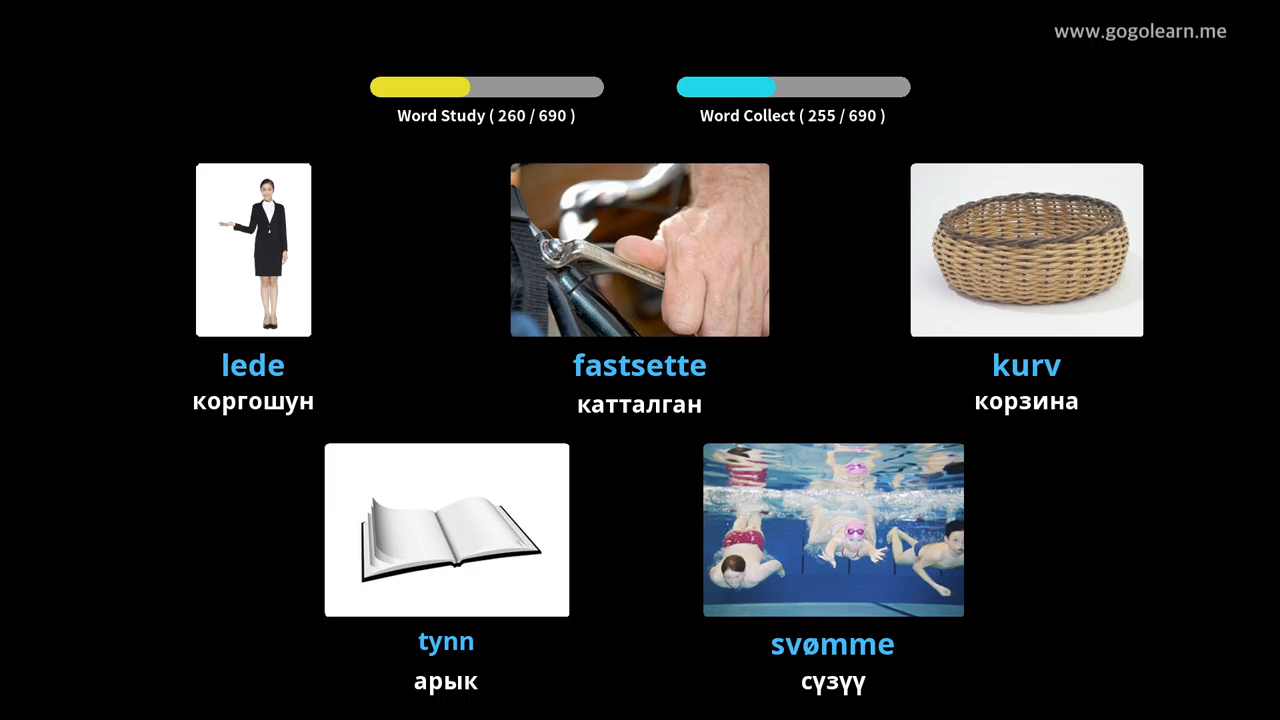 www.gogolearn.me
Word Study ( 260 / 690 )
Word Collect ( 255 / 690 )
lede
коргошун
fastsette
катталган
kurv
корзина
tynn
арык
svømme
сүзүү